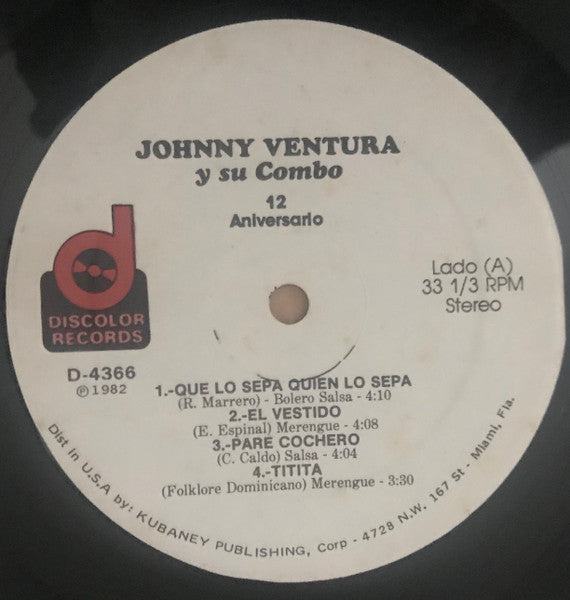 JOHNNY VENTURA
y su Combo
12
Aniversario
Lado (A)
33 1/3 RPM
Stereo
d
DISCOLOR
RECORDS
D-4366
℗1982
1.-QUE LO SEPA QUIEN LO SEPA
(R. Marrero) - Bolero Salsa - 4:10
2.-EL VESTIDO
(E. Espinal) Merengue - 4:08
3.-PARE COCHERO
(C. Caldo) Salsa - 4:04
4.-TITITA
(Folklore Dominicano) Merengue - 3:30
Dist in U.S.A by: KUBANEY PUBLISHING, Corp - 4728 N.W. 167 St - Miami, Fla.